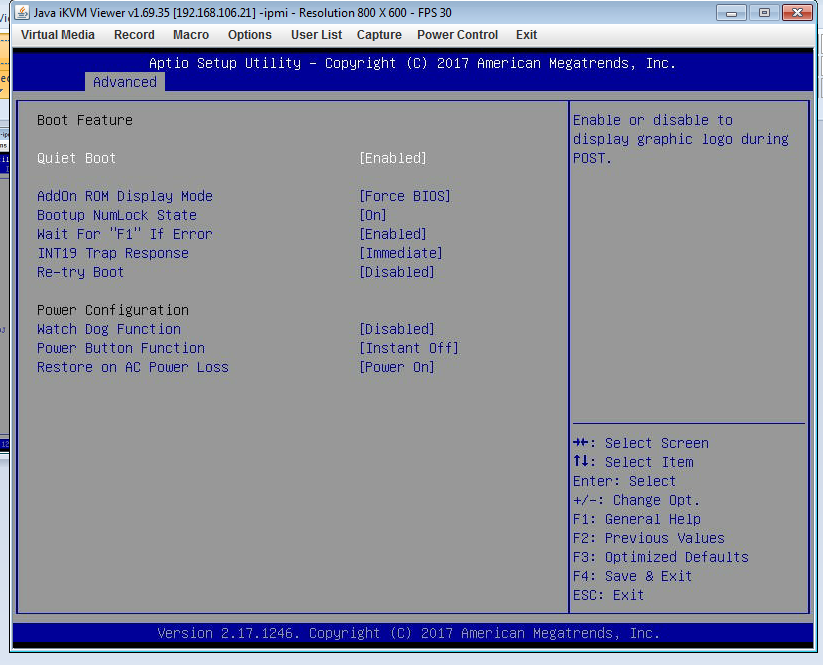 Java iKVM Viewer v1.69.35 [192.168.106.21] -ipmi - Resolution 800 X 600 - FPS 30
Virtual Media Record Macro Options User List Capture Power Control Exit
Aptio Setup Utility – Copyright (C) 2017 American Megatrends, Inc.
Advanced
Boot Feature
Quiet Boot [Enabled]
AddOn ROM Display Mode [Force BIOS]
Bootup NumLock State [On]
Wait For "F1" If Error [Enabled]
INT19 Trap Response [Immediate]
Re-try Boot [Disabled]
Power Configuration
Watch Dog Function [Disabled]
Power Button Function [Instant Off]
Restore on AC Power Loss [Power On]
Enable or disable to
display graphic logo during
POST.
→←: Select Screen
↑↓: Select Item
Enter: Select
+/-: Change Opt.
F1: General Help
F2: Previous Values
F3: Optimized Defaults
F4: Save & Exit
ESC: Exit
Version 2.17.1246. Copyright (C) 2017 American Megatrends, Inc.